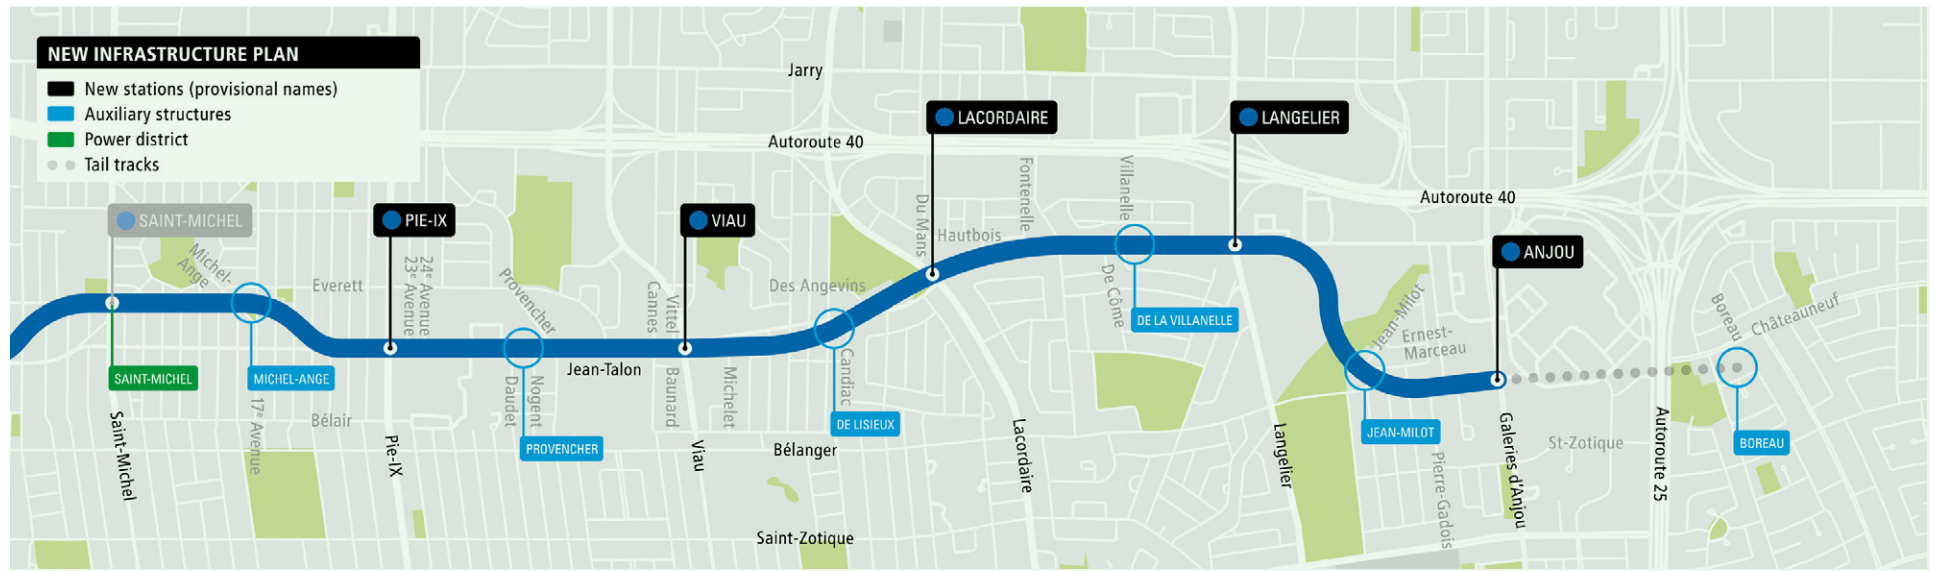 NEW INFRASTRUCTURE PLAN
New stations (provisional names)
Auxiliary structures
Power district
Tail tracks
Jarry
Autoroute 40
LACORDAIRE
LANGELIER
Autoroute 40
SAINT-MICHEL
PIE-IX
VIAU
ANJOU
Michel-
Ange
Everett
23e Avenue
24e Avenue
Provencher
Cannes
Vittel
Des Angevins
Du Mans
Hautbois
Fontenelle
Villanelle
De Côme
DE LA VILLANELLE
Jean-Milot
Ernest-
Marceau
Boreau
Châteauneuf
SAINT-MICHEL
MICHEL-ANGE
Jean-Talon
Daudet
Nogent
Baunard
Michelet
Candiac
DE LISIEUX
PROVENCHER
JEAN-MILOT
BOREAU
Saint-Michel
17e Avenue
Bélair
Pie-IX
Viau
Bélanger
Lacordaire
Langelier
Pierre-Gadois
Galeries d'Anjou
St-Zotique
Autoroute 25
Saint-Zotique